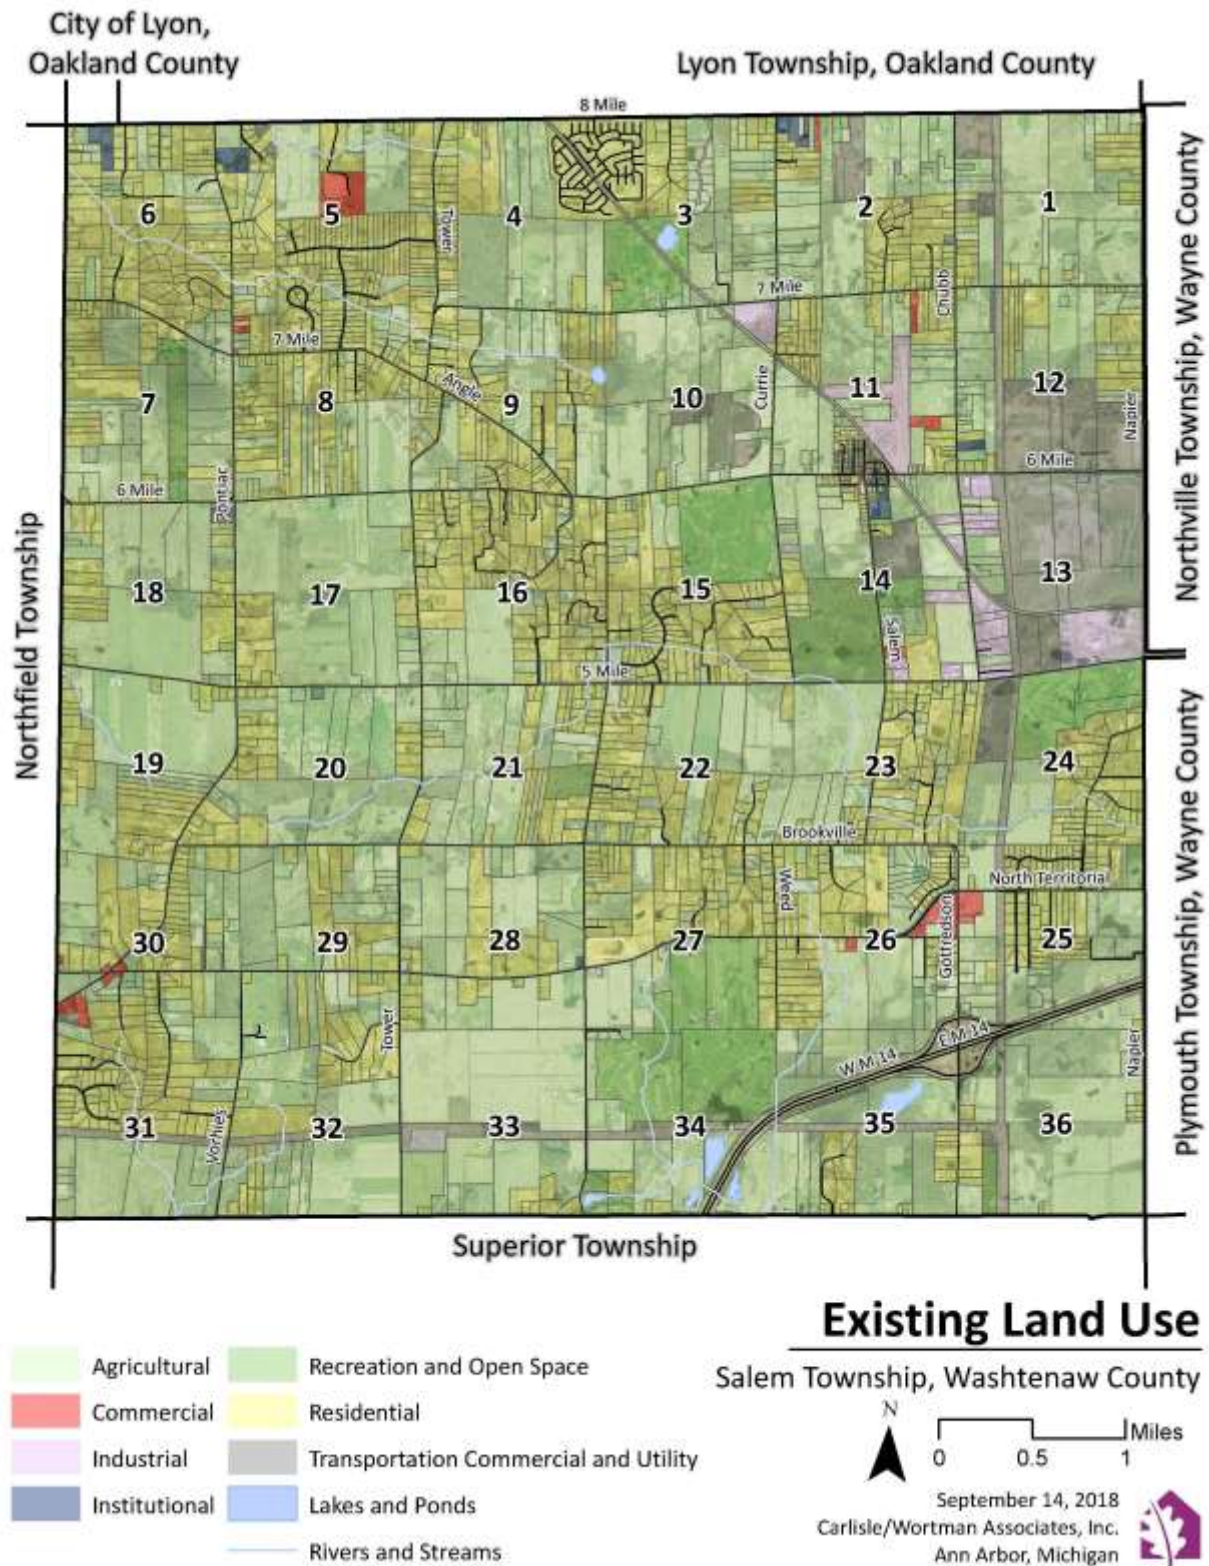 City of Lyon,
Oakland County
Lyon Township, Oakland County
8 Mile
6
5
4
3
2
1
Tower
Northville Township, Wayne County
7 Mile
Chubb
7 Mile
7
8
Angle
9
10
Currie
11
12
Napier
6 Mile
Pontiac
6 Mile
Northfield Township
18
17
16
15
14
13
Salem
5 Mile
19
20
21
22
23
24
Plymouth Township, Wayne County
Brookville
Weed
North Territorial
30
29
28
27
26
Gotfredson
25
Tower
W M 14
E M 14
Napier
31
Vorhies
32
33
34
35
36
Superior Township
Existing Land Use
Salem Township, Washtenaw County
Agricultural
Commercial
Industrial
Institutional
Recreation and Open Space
Residential
Transportation Commercial and Utility
Lakes and Ponds
Rivers and Streams
N
Miles
0 0.5 1
September 14, 2018
Carlisle/Wortman Associates, Inc.
Ann Arbor, Michigan